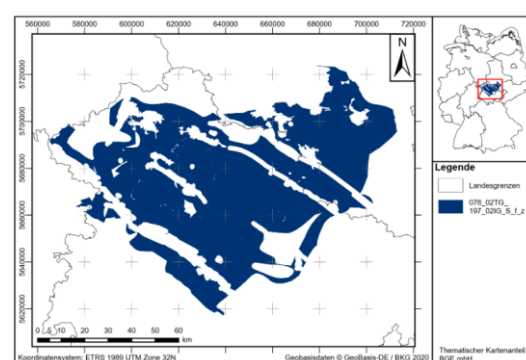 560000 580000 600000 620000 640000 660000 680000 700000 720000
5720000
5700000
5680000
5660000
5640000
5620000
N
0 5 10 20 30 40 50 60
km
Koordinatensystem: ETRS 1989 UTM Zone 32N
Geobasisdaten © GeoBasis-DE / BKG 2020
Legende
Landesgrenzen
078_02TG_
197_02IG_S_f_z
Thematischer Kartenanteil
BGE mbH